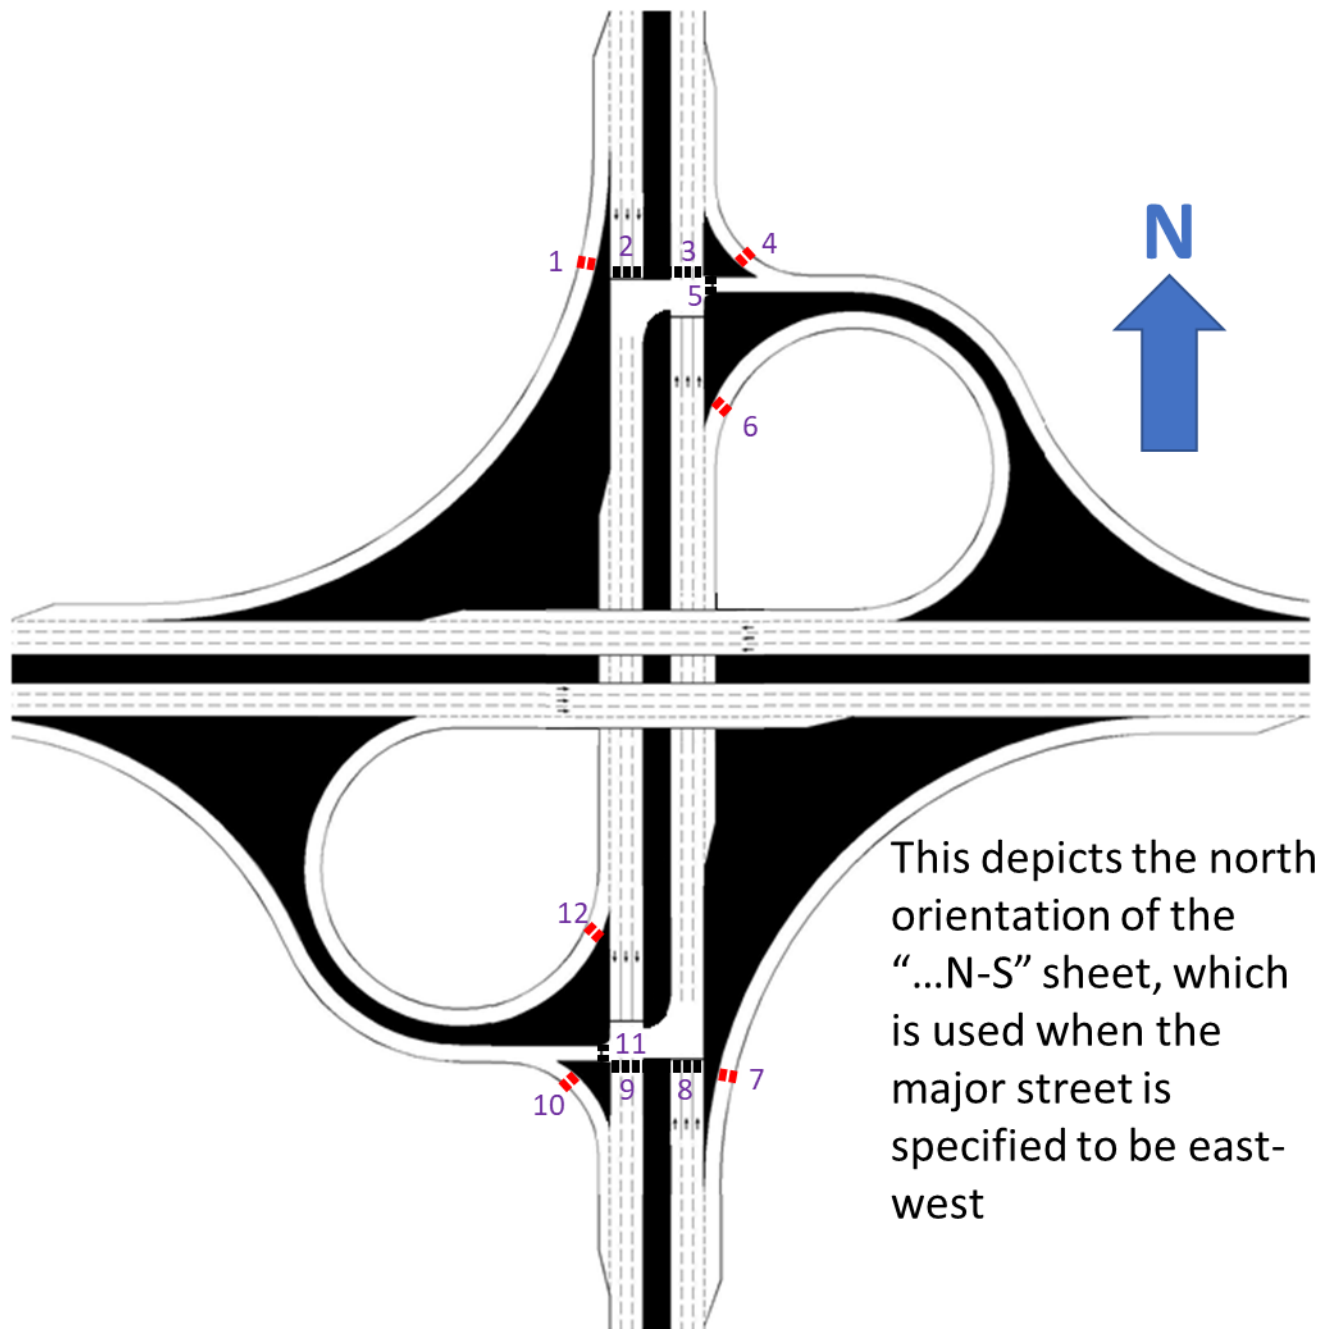 N
1
2
3
4
5
6
12
11
9
8
7
10
This depicts the north
orientation of the
“…N-S” sheet, which
is used when the
major street is
specified to be east-
west